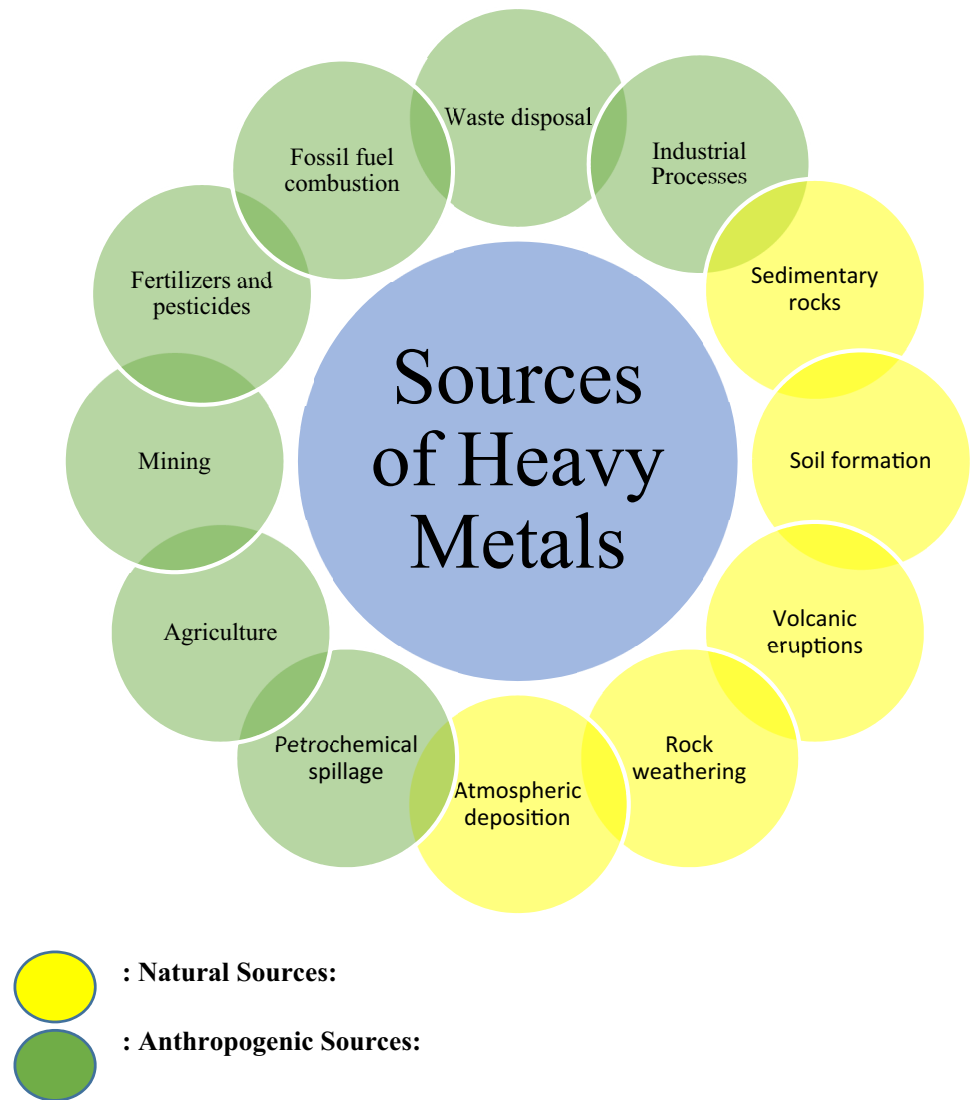 Waste disposal
Industrial
Processes
Sedimentary
rocks
Soil formation
Volcanic
eruptions
Rock
weathering
Atmospheric
deposition
Petrochemical
spillage
Agriculture
Mining
Fertilizers and
pesticides
Fossil fuel
combustion
Sources
of Heavy
Metals
: Natural Sources:
: Anthropogenic Sources: